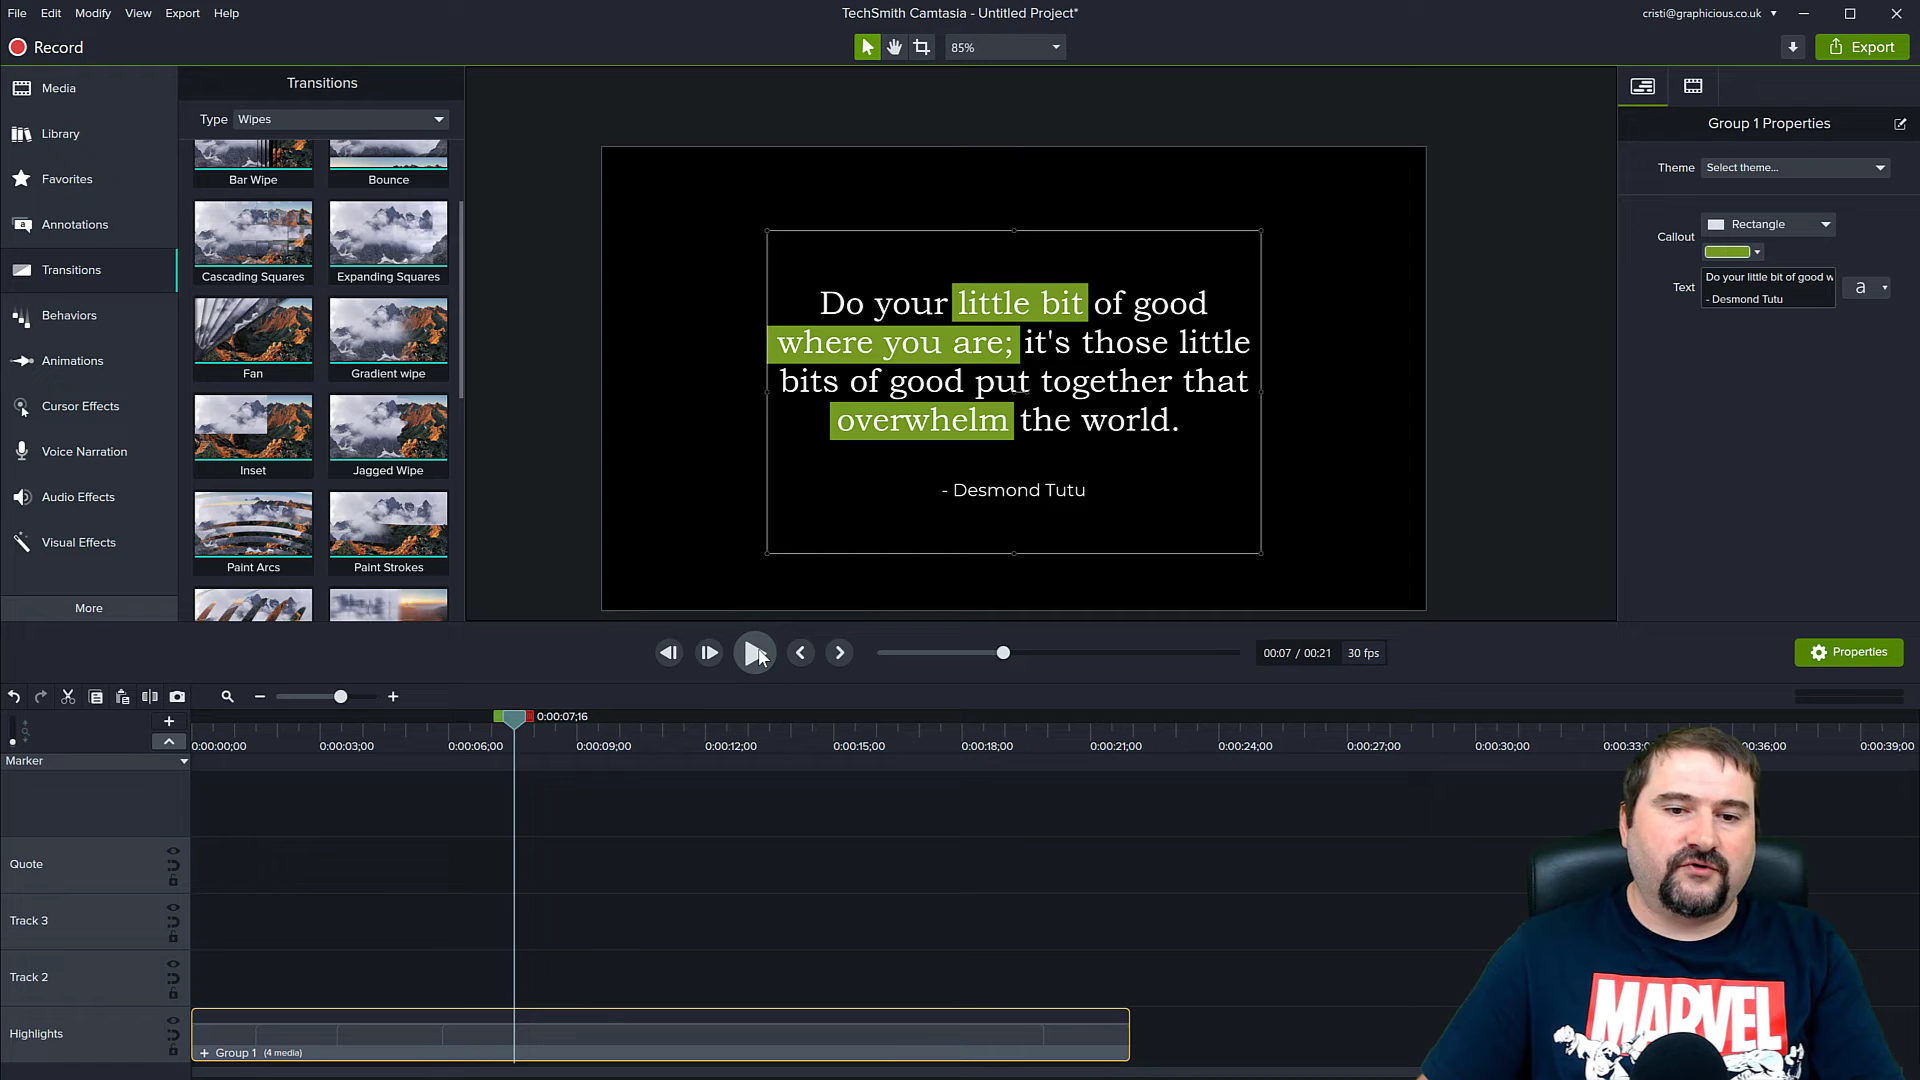 File Edit Modify View Export Help
TechSmith Camtasia - Untitled Project*
cristi@graphicious.co.uk
Record
85%
Export
Media
Library
Favorites
Annotations
Transitions
Behaviors
Animations
Cursor Effects
Voice Narration
Audio Effects
Visual Effects
More
Transitions
Type Wipes
Bar Wipe Bounce
Cascading Squares Expanding Squares
Fan Gradient wipe
Inset Jagged Wipe
Paint Arcs Paint Strokes
Do your little bit of good
where you are; it's those little
bits of good put together that
overwhelm the world.
- Desmond Tutu
Group 1 Properties
Theme Select theme...
Callout Rectangle
Text Do your little bit of good w
- Desmond Tutu
a
00:07 / 00:21 30 fps
Properties
0:00:07;16
0:00:00;00 0:00:03;00 0:00:06;00 0:00:09;00 0:00:12;00 0:00:15;00 0:00:18;00 0:00:21;00 0:00:24;00 0:00:27;00 0:00:30;00 0:00:33;0 0:36;00 0:00:39;00
Marker
Quote
Track 3
Track 2
Highlights
+ Group 1 (4 media)
MARVEL